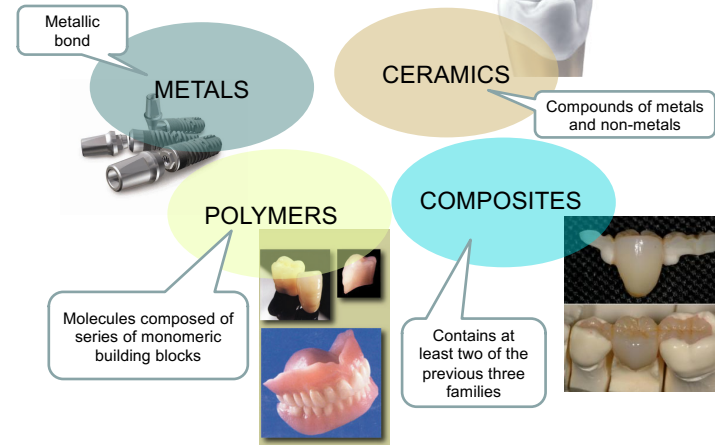 Metallic
bond
METALS
CERAMICS
Compounds of metals
and non-metals
POLYMERS
COMPOSITES
Molecules composed of
series of monomeric
building blocks
Contains at
least two of the
previous three
families